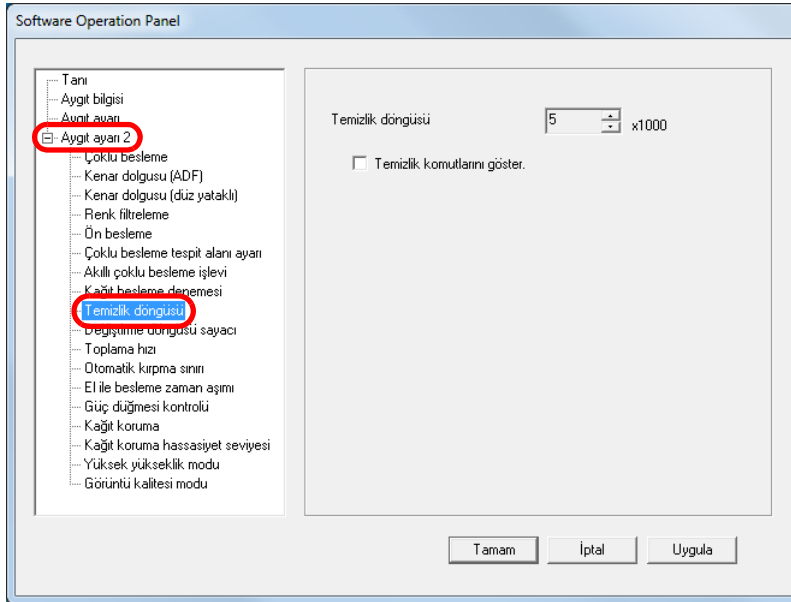 Software Operation Panel
Tanı
Aygıt bilgisi
Aygıt ayarı
Aygıt ayarı 2
Çoklu besleme
Kenar dolgusu (ADF)
Kenar dolgusu (düz yataklı)
Renk filtreleme
Ön besleme
Çoklu besleme tespit alanı ayarı
Akıllı çoklu besleme işlevi
Kağıt besleme denemesi
Temizlik döngüsü
Değiştirme döngüsü sayacı
Toplama hızı
Otomatik kırpma sınırı
El ile besleme zaman aşımı
Güç düğmesi kontrolü
Kağıt koruma
Kağıt koruma hassasiyet seviyesi
Yüksek yükseklik modu
Görüntü kalitesi modu
Temizlik döngüsü 5 x1000
Temizlik komutlarını göster.
Tamam İptal Uygula